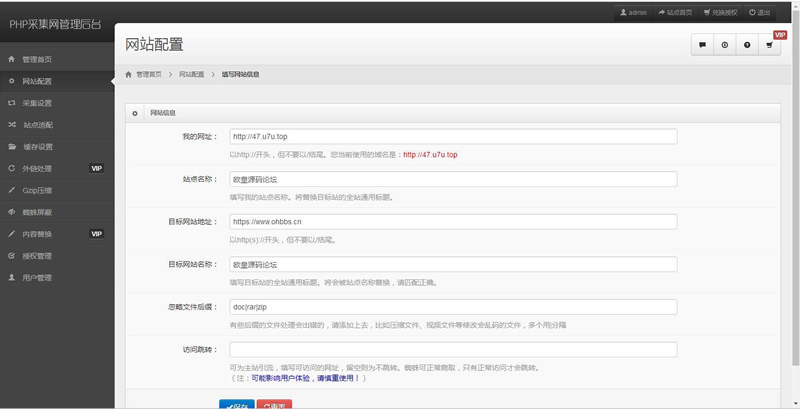 PHP采集网管理后台
admin 站点首页 兑换授权 退出
网站配置
VIP
管理首页 > 网站配置 > 填写网站信息
管理首页
网站配置
采集设置
站点适配
缓存设置
外链处理 VIP
Gzip压缩
蜘蛛屏蔽
内容替换 VIP
授权管理
用户管理
网站信息
我的网址： http://47.u7u.top
以http://开头，但不要以/结尾。您当前使用的域名是：http://47.u7u.top
站点名称： 欧皇源码论坛
填写我的站点名称。将替换目标站的全站通用标题。
目标网站地址： https://www.ohbbs.cn
以http(s)://开头，但不要以/结尾。
目标网站名称： 欧皇源码论坛
填写目标站的全站通用标题。将会被站点名称替换，请匹配正确。
忽略文件后缀： doc|rar|zip
有些后缀的文件处理会出错的，请添加上去，比如压缩文件、视频文件等修改会乱码的文件，多个用|分隔
访问跳转：
可为主站引流，填写可访问的网址，留空则为不跳转。蜘蛛可正常爬取，只有正常访问才会跳转。
（注：可能影响用户体验，请慎重使用！）
保存 重置